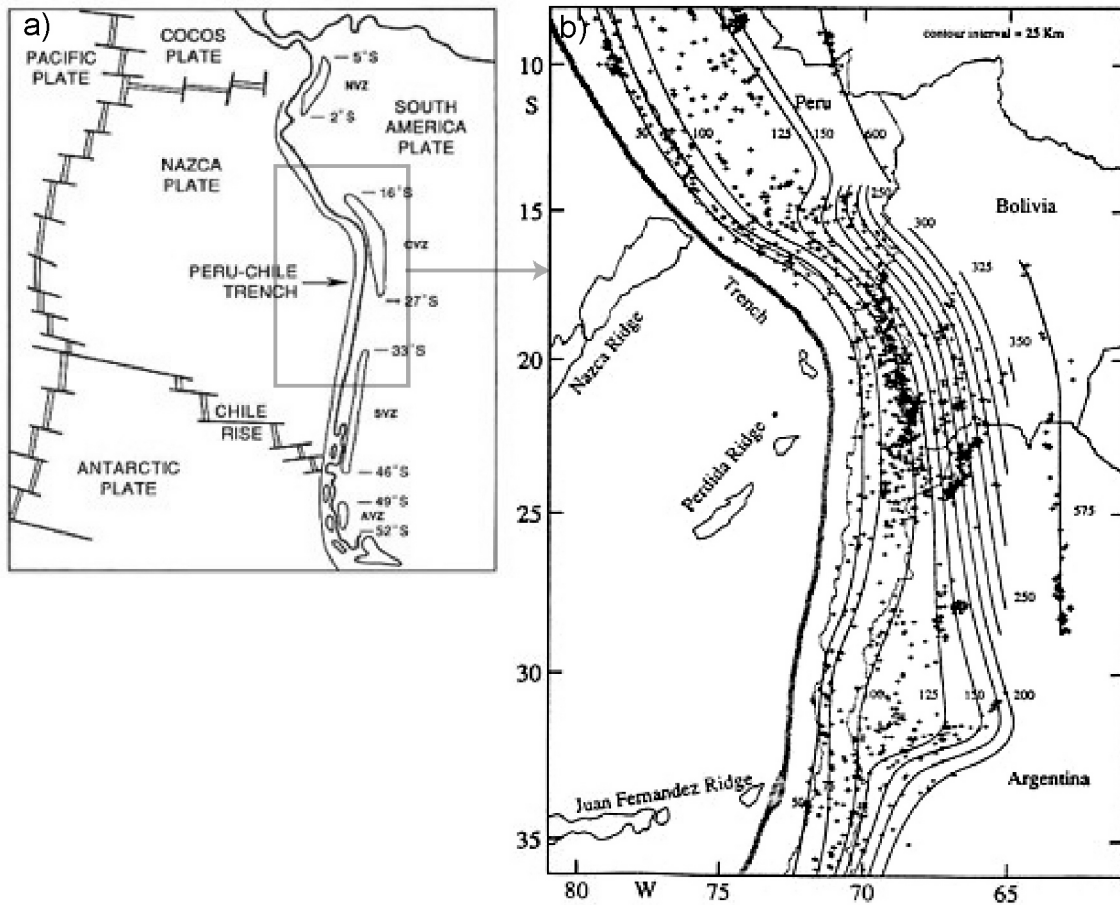 a)
PACIFIC
PLATE
COCOS
PLATE
5°S
NVZ
2°S
SOUTH
AMERICA
PLATE
NAZCA
PLATE
16°S
CVZ
PERU-CHILE
TRENCH
27°S
33°S
SVZ
CHILE
RISE
ANTARCTIC
PLATE
46°S
49°S
AVZ
52°S
b)
contour interval = 25 Km
10
S
15
20
25
30
35
80
W
75
70
65
Peru
50
100
125
150
600
250
Bolivia
300
325
350
Trench
Nazca Ridge
Perdida Ridge
575
250
125
150
200
Argentina
Juan Fernandez Ridge
50